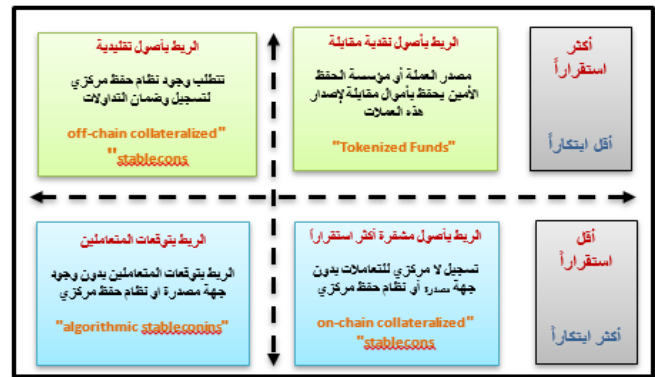 أكثر
استقراراً
أقل ابتكاراً
الربط بأصول نقدية مقابلة
مصدر العملة أو مؤسسة الحفظ
الأمين يحفظ بأموال مقابلة لإصدار
هذه العملات
"Tokenized Funds"
الربط بأصول تقليدية
تتطلب وجود نظام حفظ مركزي
لتسجيل وضمان التداولات
off-chain collateralized"
"stablecons
أقل
استقراراً
أكثر ابتكاراً
الربط بأصول مشفرة أكثر استقراراً
تسجيل لا مركزي للتعاملات بدون
جهة مصدرة أو نظام حفظ مركزي
on-chain collateralized"
"stablecons
الربط بتوقعات المتعاملين
الربط بتوقعات المتعاملين بدون وجود
جهة مصدرة او نظام حفظ مركزي
"algorithmic stableconins"